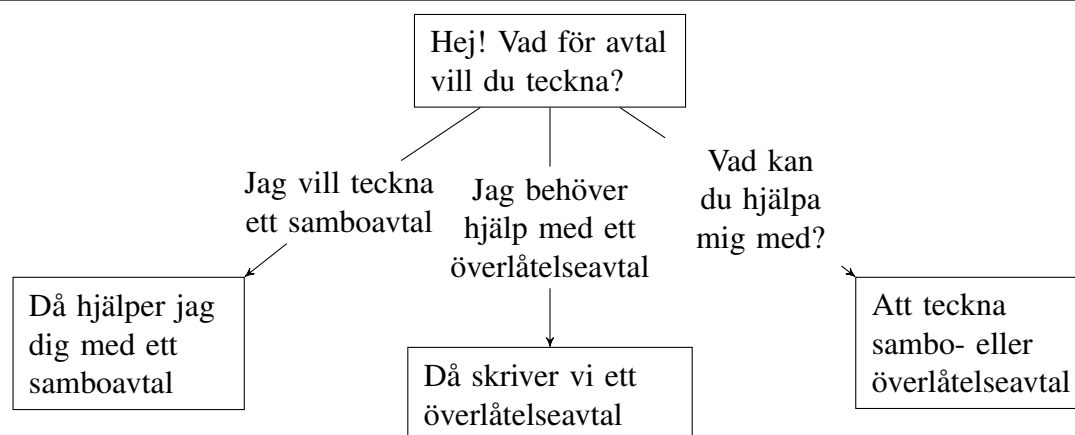 Hej! Vad för avtal
vill du teckna?
Jag vill teckna
ett samboavtal
Jag behöver
hjälp med ett
överlåtelseavtal
Vad kan
du hjälpa
mig med?
Då hjälper jag
dig med ett
samboavtal
Då skriver vi ett
överlåtelseavtal
Att teckna
sambo- eller
överlåtelseavtal